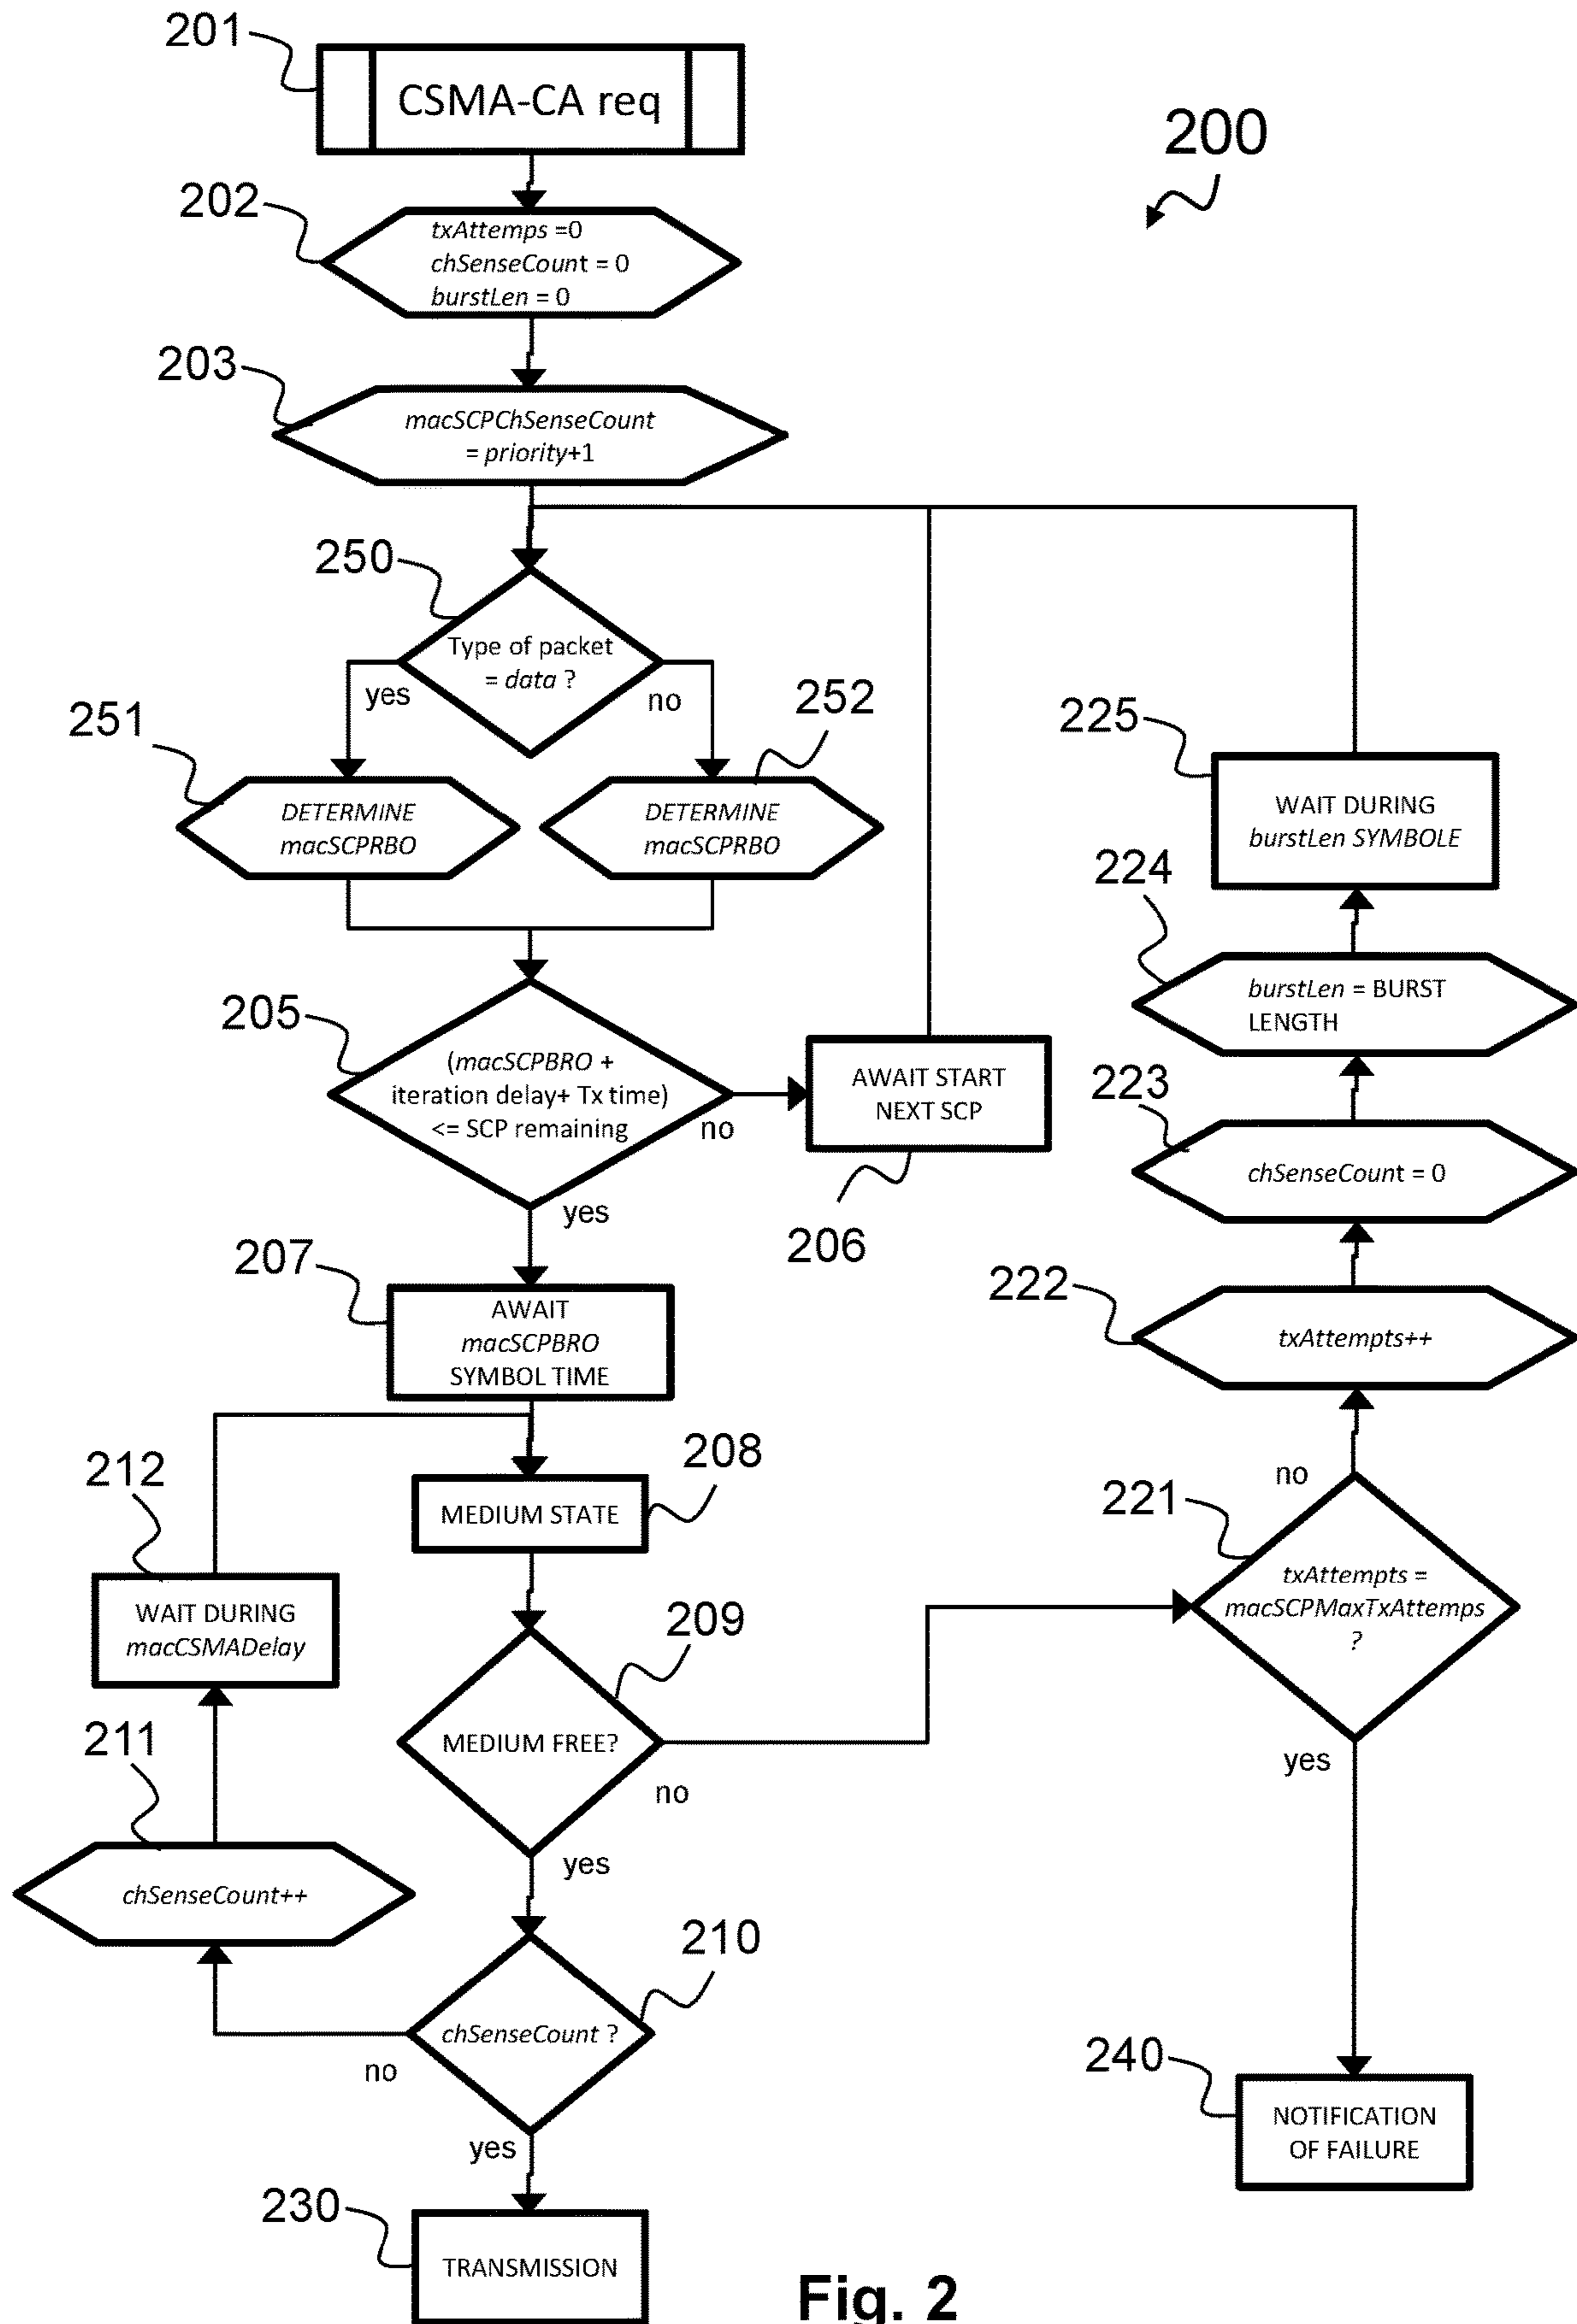 201
CSMA-CA req
200
202
txAttemps =0
chSenseCount = 0
burstLen = 0
203
macSCPChSenseCount
= priority+1
250
Type of packet
= data ?
yes
no
251
DETERMINE
macSCPRBO
252
DETERMINE
macSCPRBO
225
WAIT DURING
burstLen SYMBOLE
224
burstLen = BURST
LENGTH
205
(macSCPBRO +
iteration delay+ Tx time)
<= SCP remaining
no
yes
AWAIT START
NEXT SCP
206
223
chSenseCount = 0
207
AWAIT
macSCPBRO
SYMBOL TIME
222
txAttempts++
208
MEDIUM STATE
212
WAIT DURING
macCSMADelay
221
no
txAttempts =
macSCPMaxTxAttemps
?
yes
209
MEDIUM FREE?
no
yes
211
chSenseCount++
210
chSenseCount ?
no
yes
240
NOTIFICATION
OF FAILURE
230
TRANSMISSION
Fig. 2